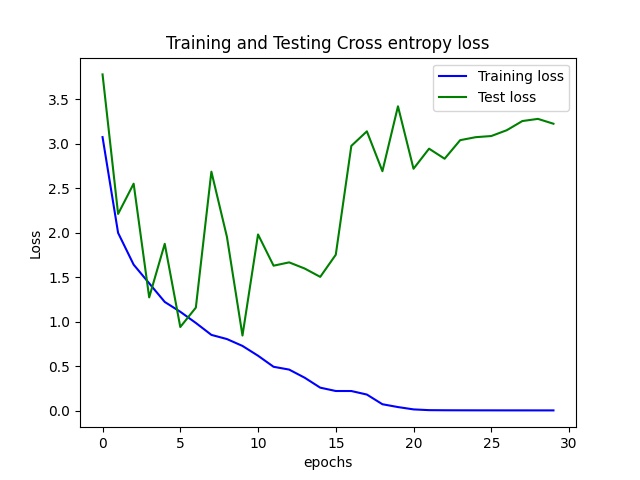 Training and Testing Cross entropy loss
Training loss
Test loss
3.5
3.0
2.5
2.0
1.5
1.0
0.5
0.0
Loss
0 5 10 15 20 25 30
epochs